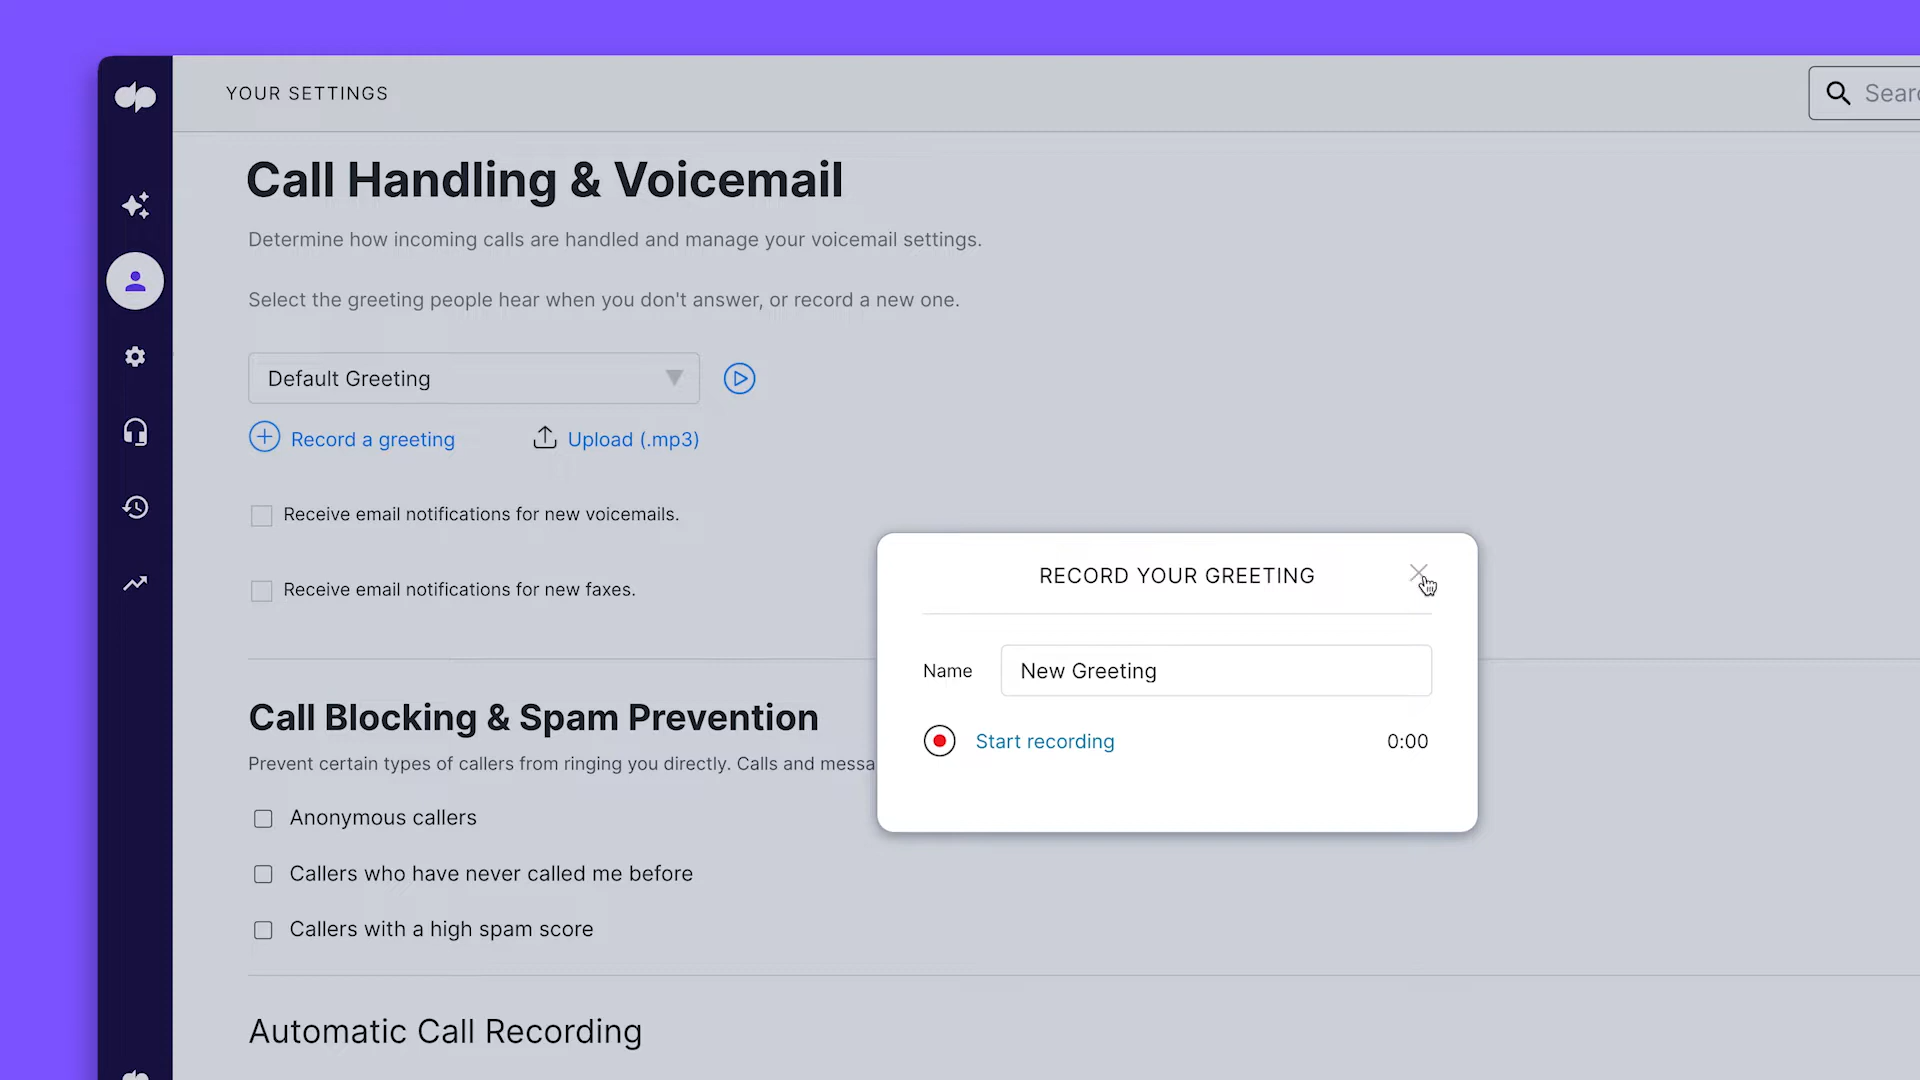 YOUR SETTINGS
Call Handling & Voicemail
Determine how incoming calls are handled and manage your voicemail settings.
Select the greeting people hear when you don't answer, or record a new one.
Default Greeting
Record a greeting
Upload (.mp3)
Receive email notifications for new voicemails.
Receive email notifications for new faxes.
RECORD YOUR GREETING
Name
New Greeting
Start recording
0:00
Call Blocking & Spam Prevention
Prevent certain types of callers from ringing you directly. Calls and
Anonymous callers
Callers who have never called me before
Callers with a high spam score
Automatic Call Recording